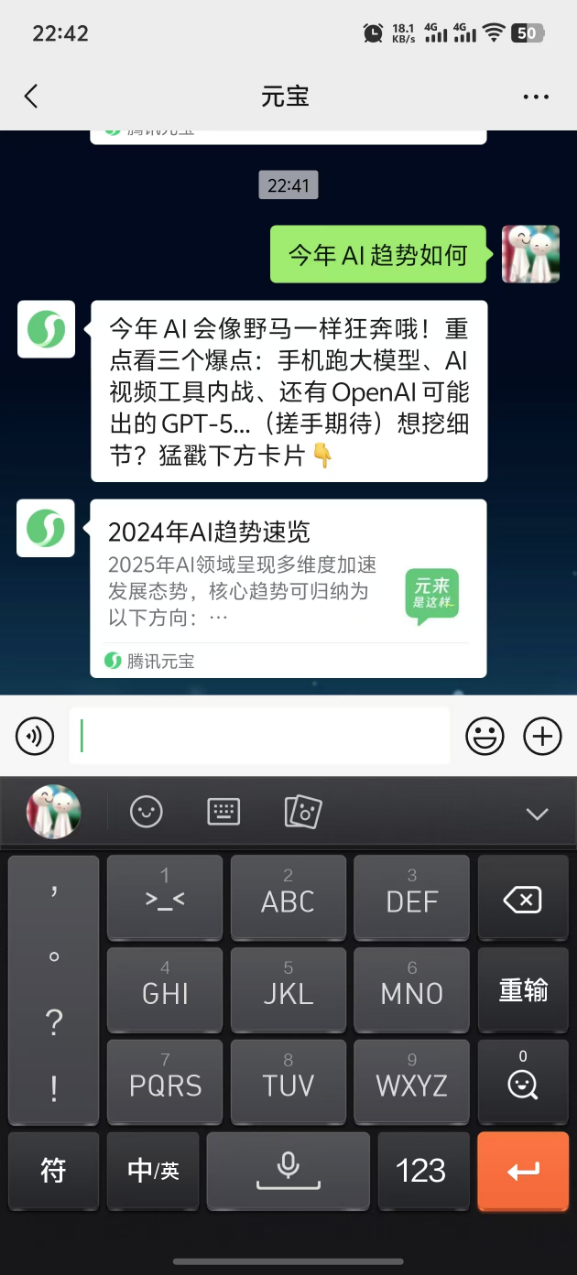 22:42
18.1
KB/s
4G
4G
50
元宝
腾讯元宝
22:41
今年 AI 趋势如何
今年 AI 会像野马一样狂奔哦！重
点看三个爆点：手机跑大模型、AI
视频工具内战、还有 OpenAI 可能
出的 GPT-5...（搓手期待）想挖细
节？猛戳下方卡片👇
2024年AI趋势速览
2025年AI领域呈现多维度加速
发展态势，核心趋势可归纳为
以下方向：…
元来
是这样
腾讯元宝
，
。
?
!
1
>_<
2
ABC
3
DEF
4
GHI
5
JKL
6
MNO
重输
7
PQRS
8
TUV
9
WXYZ
0
符
中/英
123